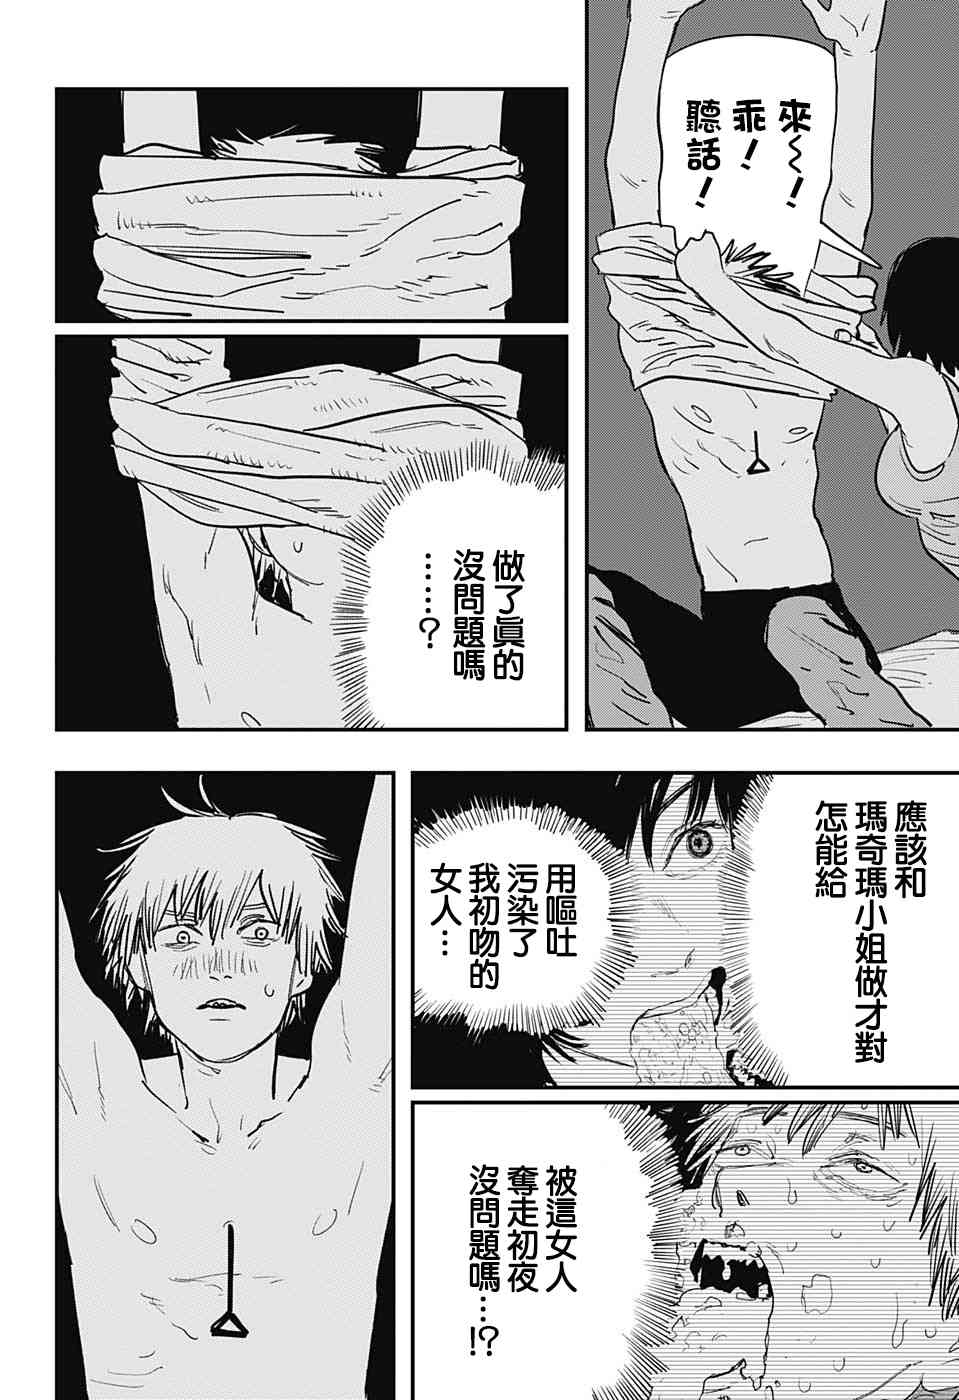 來～！
乖！
聽話！
做了眞的
沒問題嗎
……？
應該和
瑪奇瑪小姐做才對
怎能給
用嘔吐
污染了
我初吻的
女人…
被這女人
奪走初夜
沒問題嗎…!?